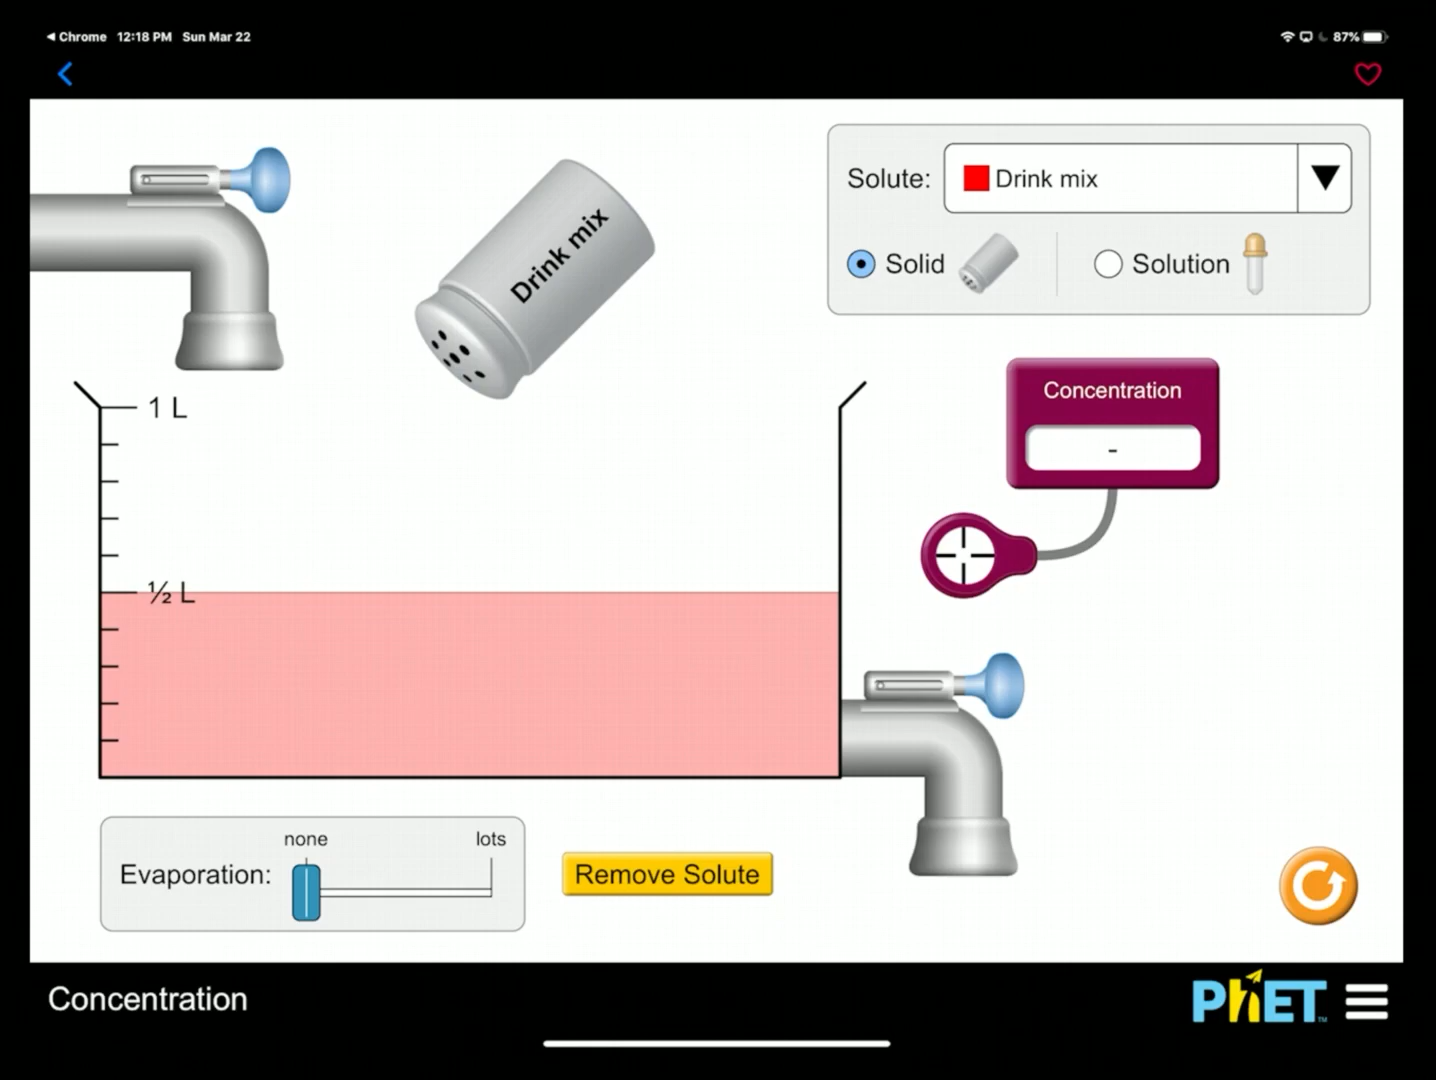 ◀ Chrome 12:18 PM Sun Mar 22
87%
Solute: Drink mix
Solid
Solution
Drink mix
Concentration
-
1 L
½ L
none
lots
Evaporation:
Remove Solute
Concentration
PhET™